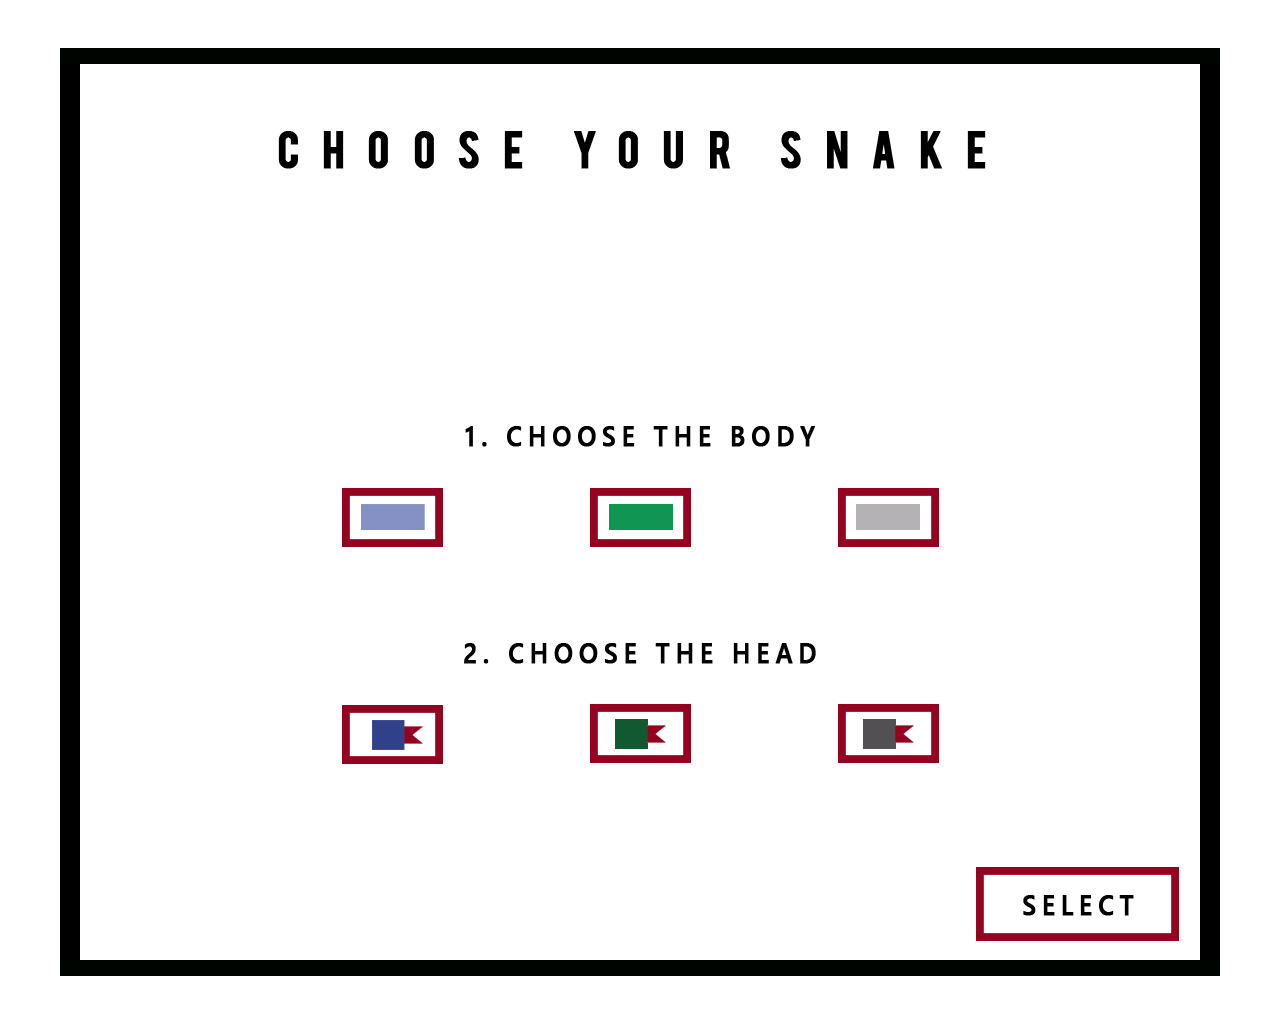 CHOOSE YOUR SNAKE
1. CHOOSE THE BODY
2. CHOOSE THE HEAD
SELECT